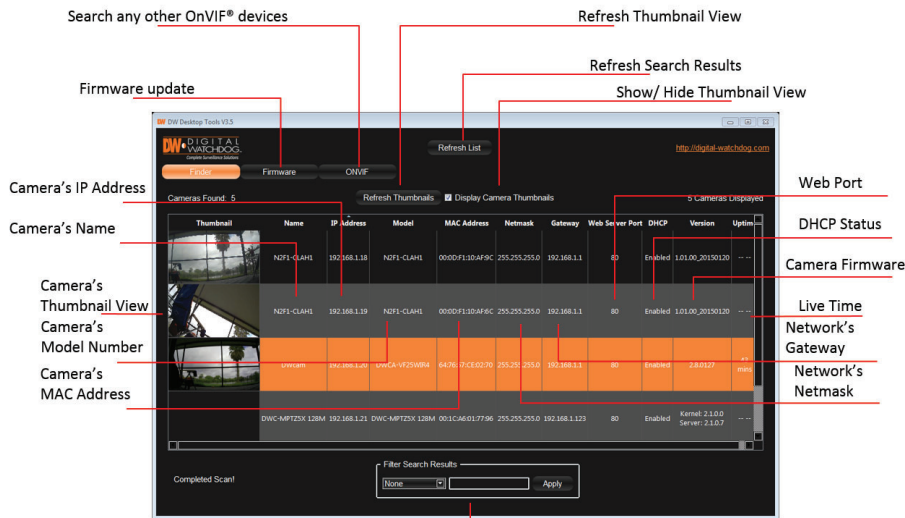 Search any other OnVIF® devices
Refresh Thumbnail View
Refresh Search Results
Firmware update
Show/ Hide Thumbnail View
DW DW Desktop Tools V3.5
DW DIGITAL WATCHDOG
Complete Surveillance Solutions
Refresh List
http://digital-watchdog.com
Finder Firmware ONVIF
Camera's IP Address
Web Port
Cameras Found: 5 Refresh Thumbnails Display Camera Thumbnails 5 Cameras Displayed
Thumbnail Name IP Address Model MAC Address Netmask Gateway Web Server Port DHCP Version Uptim
Camera's Name
DHCP Status
N2F1-CLAH1 192.168.1.18 N2F1-CLAH1 00:0D:F1:10:AF:9C 255.255.255.0 192.168.1.1 80 Enabled 1.01.00_20150120 -- --
Camera Firmware
Camera's
Thumbnail View
N2F1-CLAH1 192.168.1.19 N2F1-CLAH1 00:0D:F1:10:AF:6C 255.255.255.0 192.168.1.1 80 Enabled 1.01.00_20150120 -- --
Live Time
Camera's
Model Number
Network's
Gateway
DWcam 192.168.1.20 DWCA-VF25WIR4 255.255.255.0 192.168.1.1 80 Enabled 2.8.0127 mins
Camera's
MAC Address
Network's
Netmask
DWC-MPTZ5X 128M 192.168.1.21 DWC-MPTZ5X 128M 00:1C:A6:01:77:96 255.255.255.0 192.168.1.123 80 Enabled Kernel: 2.1.0.0 -- --
Server: 2.1.0.7
Completed Scan!
Filter Search Results
None Apply